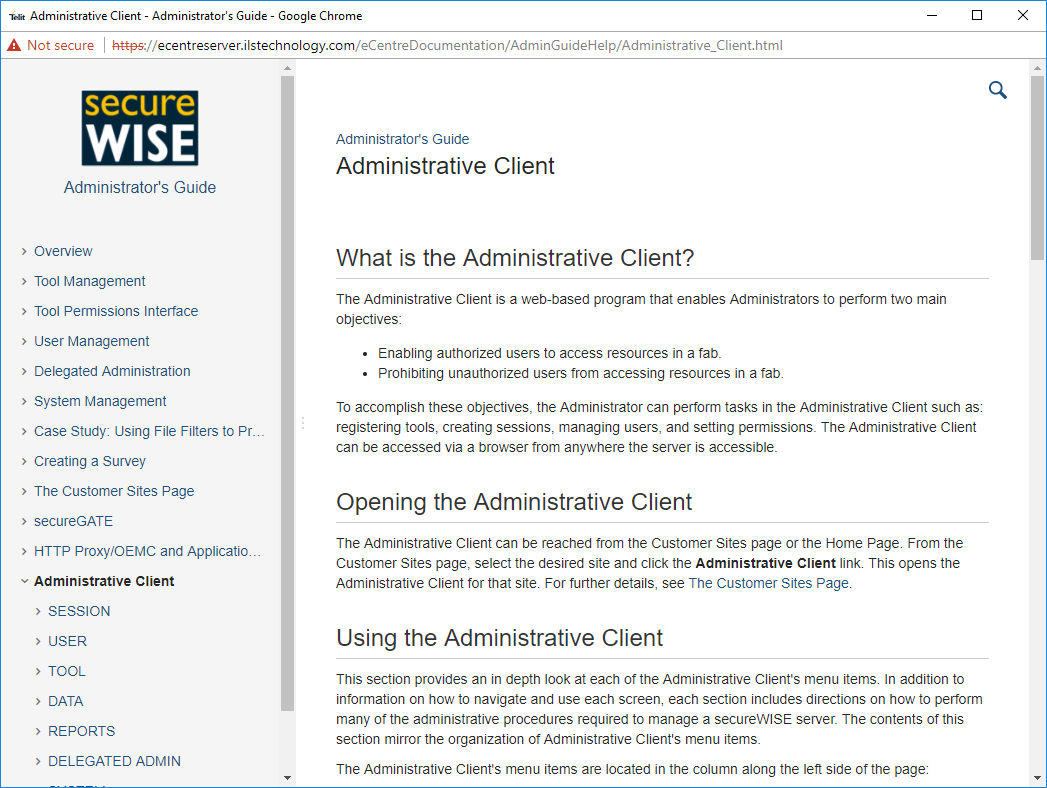 Telit Administrative Client - Administrator's Guide - Google Chrome
Not secure | https://ecentreserver.ilstechnology.com/eCentreDocumentation/AdminGuideHelp/Administrative_Client.html
secure
WISE
Administrator's Guide
Overview
Tool Management
Tool Permissions Interface
User Management
Delegated Administration
System Management
Case Study: Using File Filters to Pr...
Creating a Survey
The Customer Sites Page
secureGATE
HTTP Proxy/OEMC and Applicatio...
Administrative Client
SESSION
USER
TOOL
DATA
REPORTS
DELEGATED ADMIN
Administrator's Guide
Administrative Client
What is the Administrative Client?
The Administrative Client is a web-based program that enables Administrators to perform two main
objectives:
• Enabling authorized users to access resources in a fab.
• Prohibiting unauthorized users from accessing resources in a fab.
To accomplish these objectives, the Administrator can perform tasks in the Administrative Client such as:
registering tools, creating sessions, managing users, and setting permissions. The Administrative Client
can be accessed via a browser from anywhere the server is accessible.
Opening the Administrative Client
The Administrative Client can be reached from the Customer Sites page or the Home Page. From the
Customer Sites page, select the desired site and click the Administrative Client link. This opens the
Administrative Client for that site. For further details, see The Customer Sites Page.
Using the Administrative Client
This section provides an in depth look at each of the Administrative Client's menu items. In addition to
information on how to navigate and use each screen, each section includes directions on how to perform
many of the administrative procedures required to manage a secureWISE server. The contents of this
section mirror the organization of Administrative Client's menu items.
The Administrative Client's menu items are located in the column along the left side of the page: